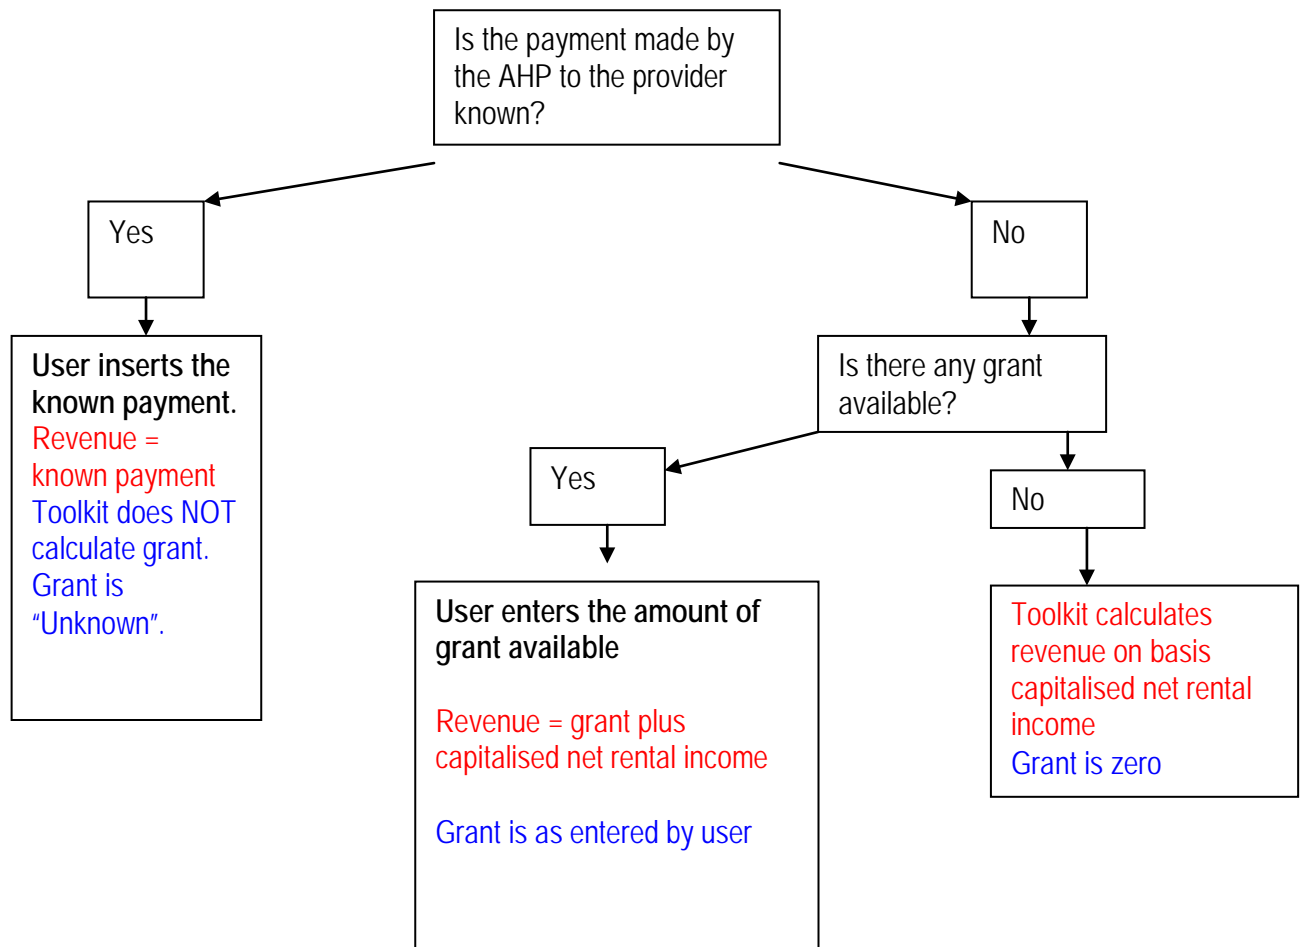 Is the payment made by
the AHP to the provider
known?
Yes
No
User inserts the
known payment.
Revenue =
known payment
Toolkit does NOT
calculate grant.
Grant is
“Unknown”.
Is there any grant
available?
Yes
No
User enters the amount of
grant available
Revenue = grant plus
capitalised net rental income
Grant is as entered by user
Toolkit calculates
revenue on basis
capitalised net rental
income
Grant is zero